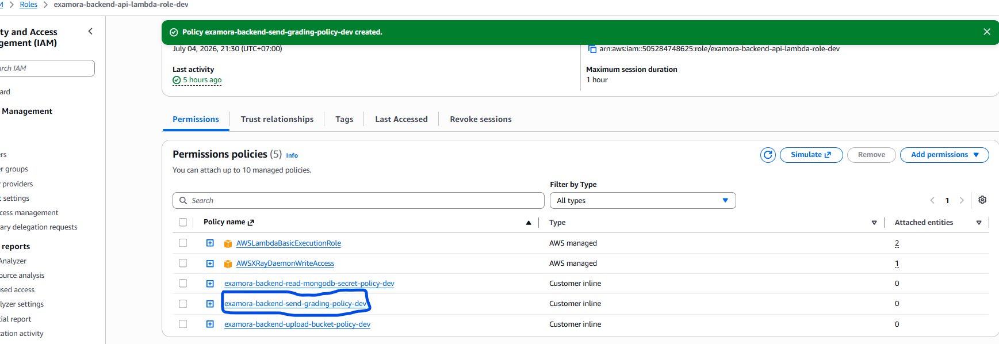 M > Roles > examora-backend-api-lambda-role-dev
ty and Access
gement (IAM)
rch IAM
ard
Management
rs
r groups
providers
t settings
cess management
ary delegation requests
reports
Analyzer
ource analysis
sed access
lyzer settings
ial report
ation activity
Policy examora-backend-send-grading-policy-dev created.
July 04, 2026, 21:30 (UTC+07:00)
arn:aws:iam::505284748625:role/examora-backend-api-lambda-role-dev
Last activity
5 hours ago
Maximum session duration
1 hour
Permissions Trust relationships Tags Last Accessed Revoke sessions
Permissions policies (5) Info
Simulate Remove Add permissions
You can attach up to 10 managed policies.
Filter by Type
Search All types 1
Policy name Type Attached entities
AWSLambdaBasicExecutionRole AWS managed 2
AWSXRayDaemonWriteAccess AWS managed 1
examora-backend-read-mongodb-secret-policy-dev Customer inline 0
examora-backend-send-grading-policy-dev Customer inline 0
examora-backend-upload-bucket-policy-dev Customer inline 0